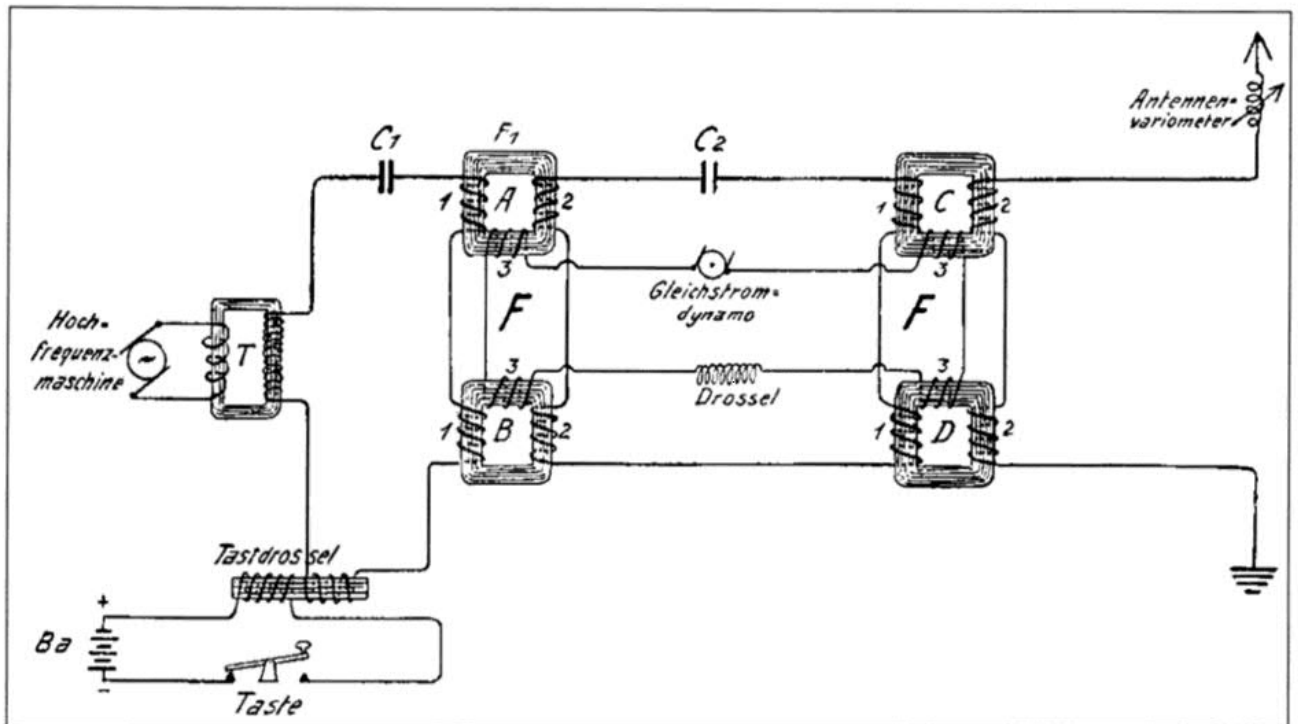 C1
F1
C2
Antennen=
variometer
A
1
2
3
C
1
2
3
Gleichstrom=
dynamo
F
F
Hoch=
frequenz-
maschine
~
T
3
3
Drossel
B
1
2
D
1
2
Tastdrossel
+
Ba
-
Taste